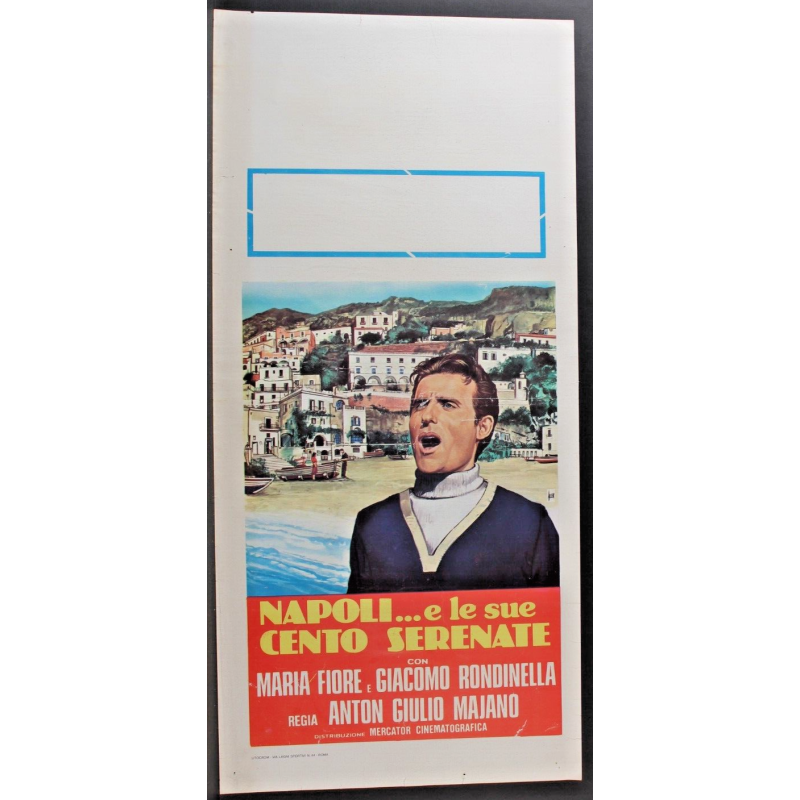 NAPOLI...e le sue
CENTO SERENATE
CON
MARIA FIORE E GIACOMO RONDINELLA
REGIA ANTON GIULIO MAJANO
DISTRIBUZIONE MERCATOR CINEMATOGRAFICA